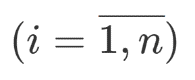 $(i = \overline{1, n})$